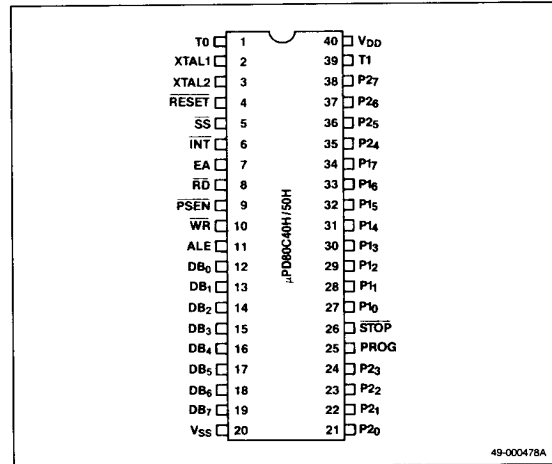 T0 1 40 VDD
XTAL1 2 39 T1
XTAL2 3 38 P27
RESET 4 37 P26
SS 5 36 P25
INT 6 35 P24
EA 7 34 P17
RD 8 33 P16
PSEN 9 32 P15
WR 10 31 P14
ALE 11 30 P13
DB0 12 29 P12
DB1 13 28 P11
DB2 14 27 P10
DB3 15 26 STOP
DB4 16 25 PROG
DB5 17 24 P23
DB6 18 23 P22
DB7 19 22 P21
VSS 20 21 P20
μPD80C40H/50H
49-000478A